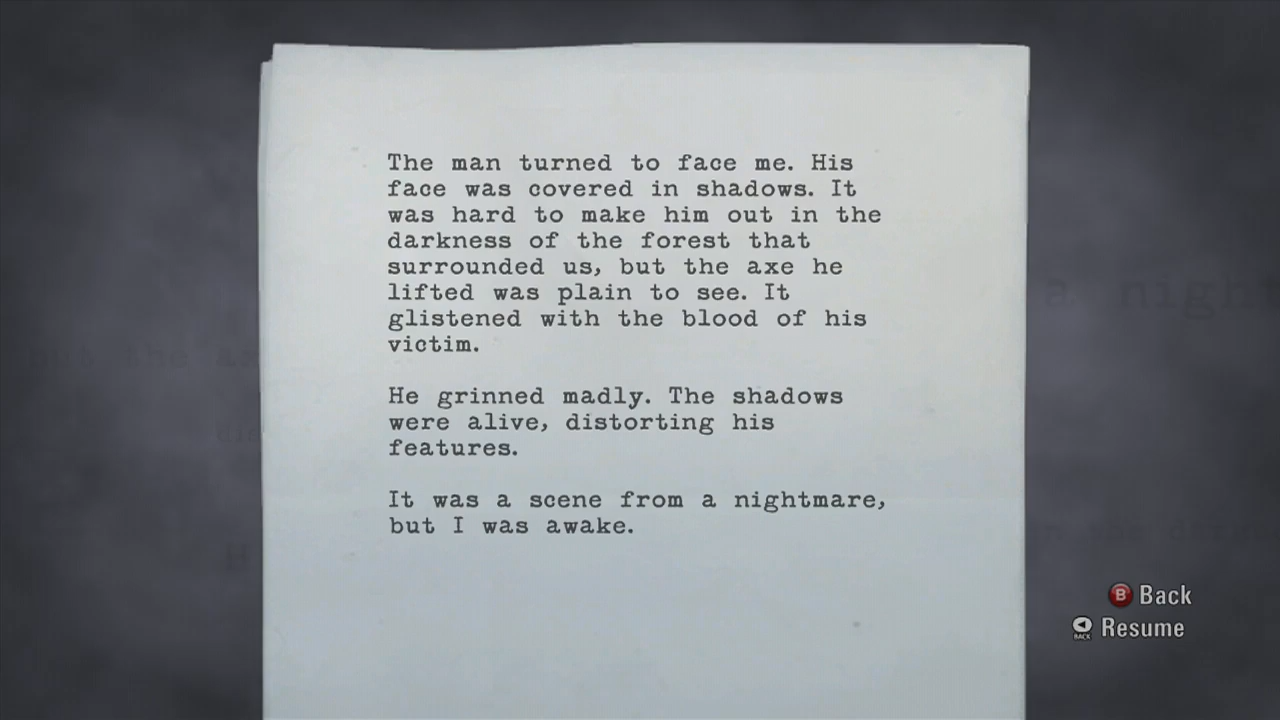 The man turned to face me. His
face was covered in shadows. It
was hard to make him out in the
darkness of the forest that
surrounded us, but the axe he
lifted was plain to see. It
glistened with the blood of his
victim.
He grinned madly. The shadows
were alive, distorting his
features.
It was a scene from a nightmare,
but I was awake.
B Back
BACK Resume